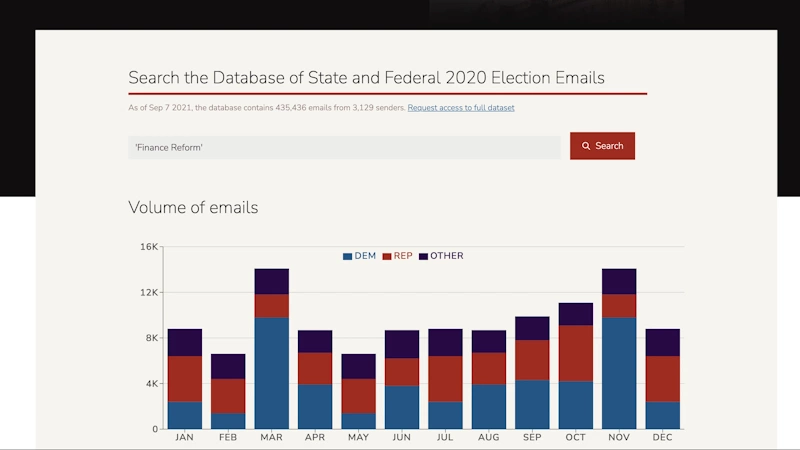 Search the Database of State and Federal 2020 Election Emails
As of Sep 7 2021, the database contains 435,436 emails from 3,129 senders. Request access to full dataset
'Finance Reform'
Search
Volume of emails
16K
DEM REP OTHER
12K
8K
4K
0
JAN FEB MAR APR MAY JUN JUL AUG SEP OCT NOV DEC